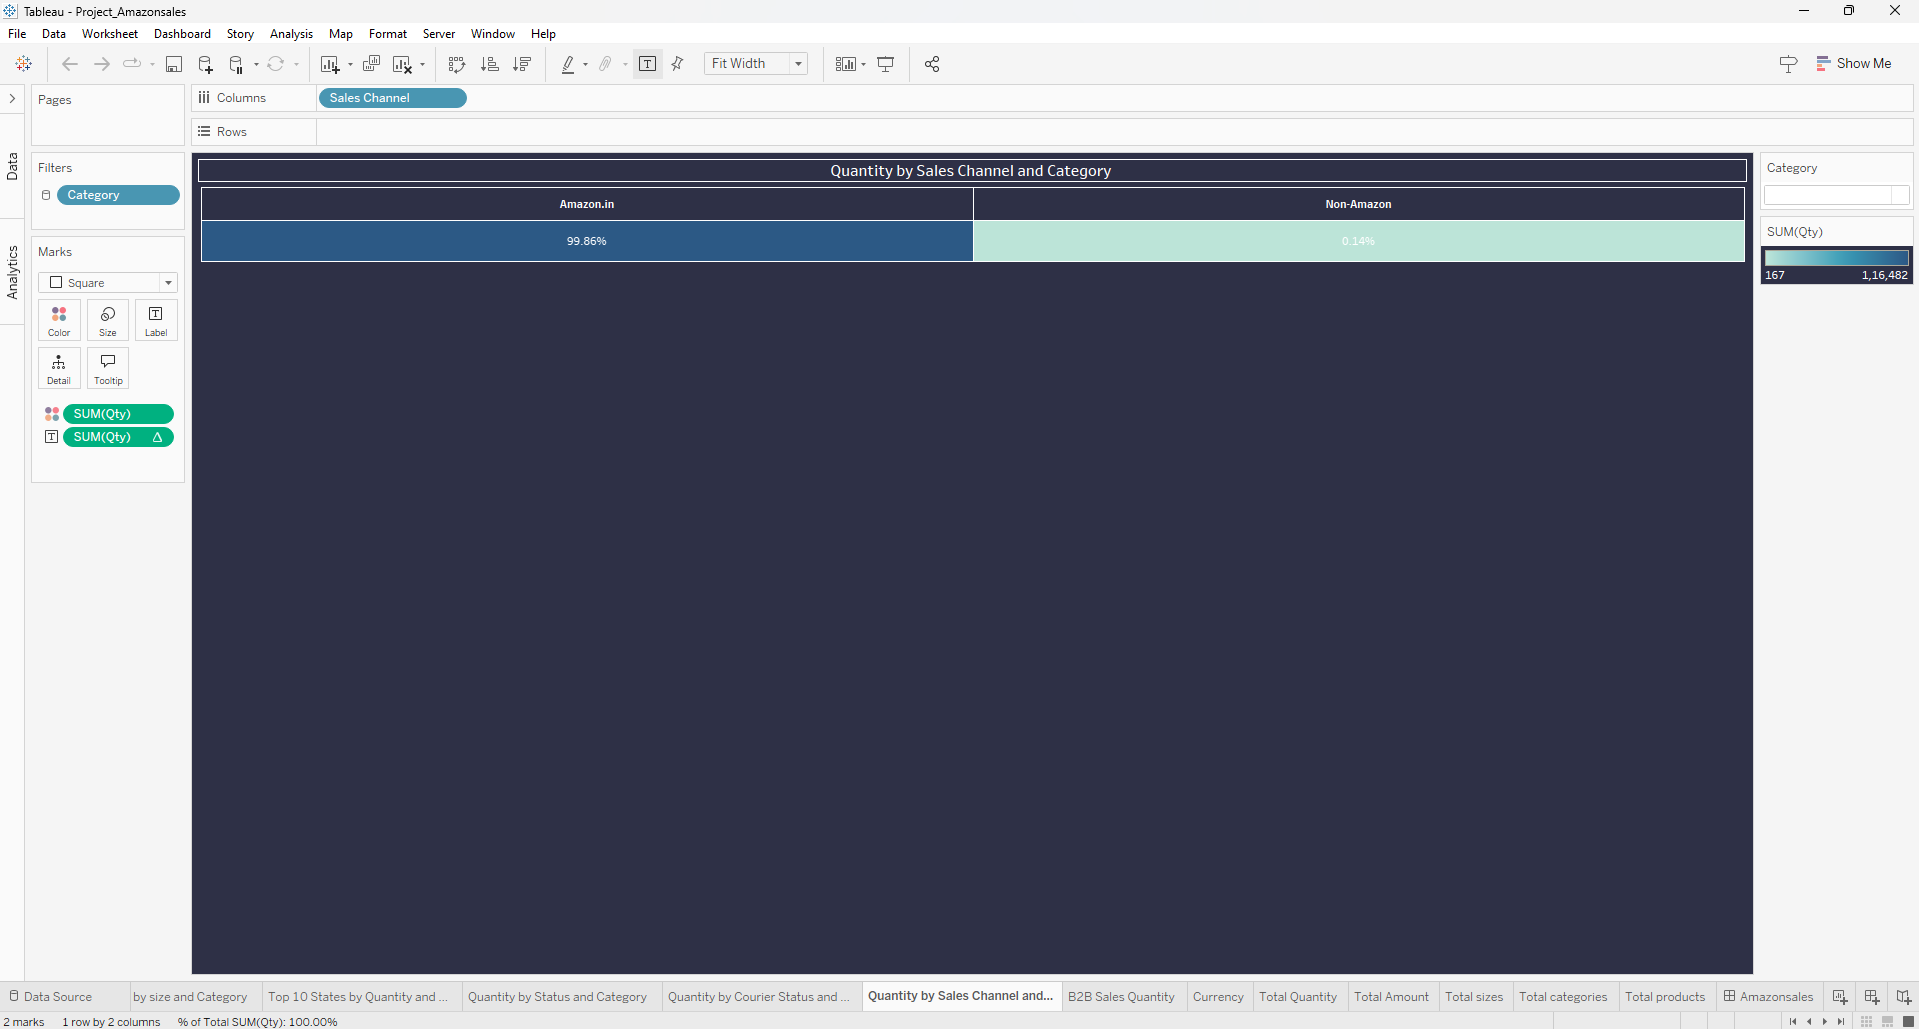 Tableau - Project_Amazonsales
File Data Worksheet Dashboard Story Analysis Map Format Server Window Help
Fit Width
Show Me
Pages
Columns
Sales Channel
Rows
Data
Analytics
Filters
Category
Marks
Square
Color
Size
Label
Detail
Tooltip
SUM(Qty)
SUM(Qty) Δ
Quantity by Sales Channel and Category
Amazon.in Non-Amazon
99.86% 0.14%
Category
SUM(Qty)
167 1,16,482
Data Source by size and Category Top 10 States by Quantity and ... Quantity by Status and Category Quantity by Courier Status and ... Quantity by Sales Channel and... B2B Sales Quantity Currency Total Quantity Total Amount Total sizes Total categories Total products Amazonsales
2 marks 1 row by 2 columns % of Total SUM(Qty): 100.00%